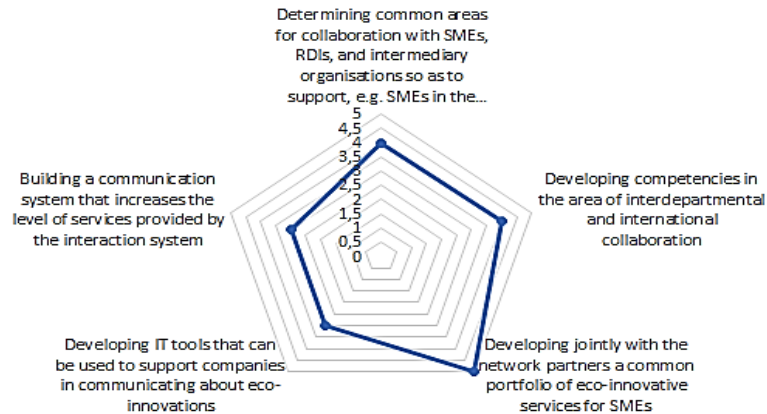 Determining common areas
for collaboration with SMEs,
RDIs, and intermediary
organisations so as to
support, e.g. SMEs in the...
5
4,5
4
3,5
3
2,5
2
1,5
1
0,5
0
Developing competencies in
the area of interdepartmental
and international
collaboration
Developing jointly with the
network partners a common
portfolio of eco-innovative
services for SMEs
Developing IT tools that can
be used to support companies
in communicating about eco-
innovations
Building a communication
system that increases the
level of services provided by
the interaction system